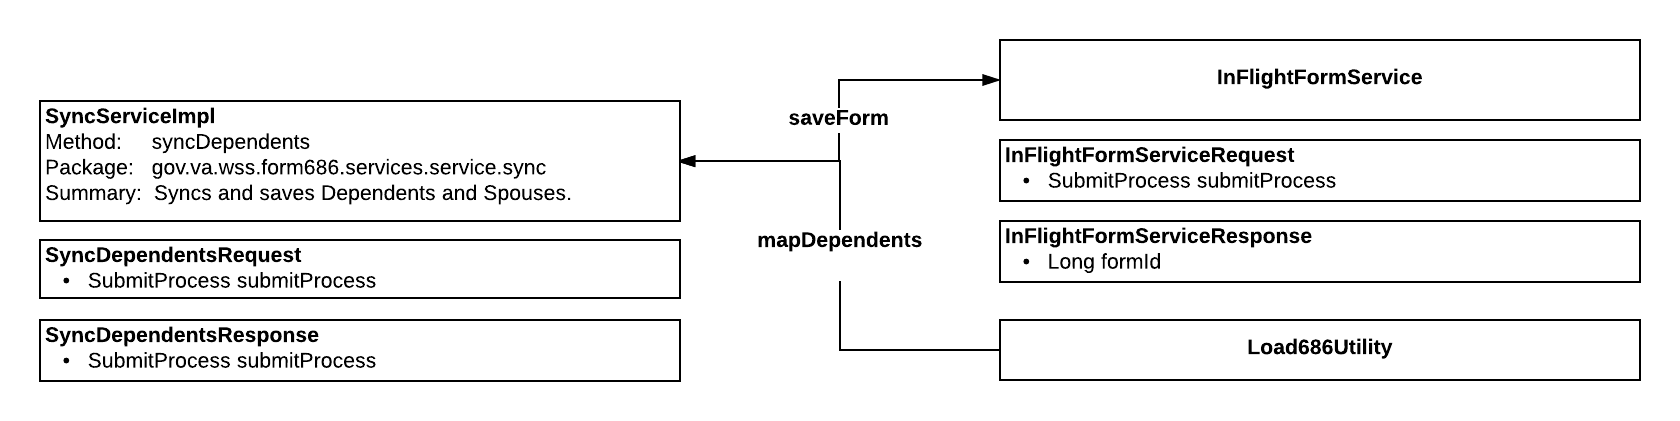 SyncServiceImpl
Method: syncDependents
Package: gov.va.wss.form686.services.service.sync
Summary: Syncs and saves Dependents and Spouses.
SyncDependentsRequest
• SubmitProcess submitProcess
SyncDependentsResponse
• SubmitProcess submitProcess
saveForm
mapDependents
InFlightFormService
InFlightFormServiceRequest
• SubmitProcess submitProcess
InFlightFormServiceResponse
• Long formId
Load686Utility